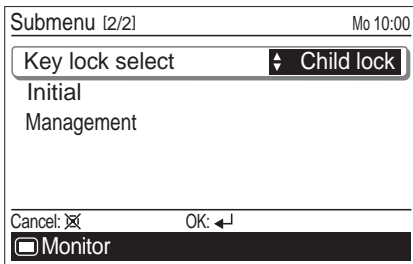 Submenu [2/2] Mo 10:00
Key lock select Child lock
Initial
Management
Cancel: OK:
Monitor